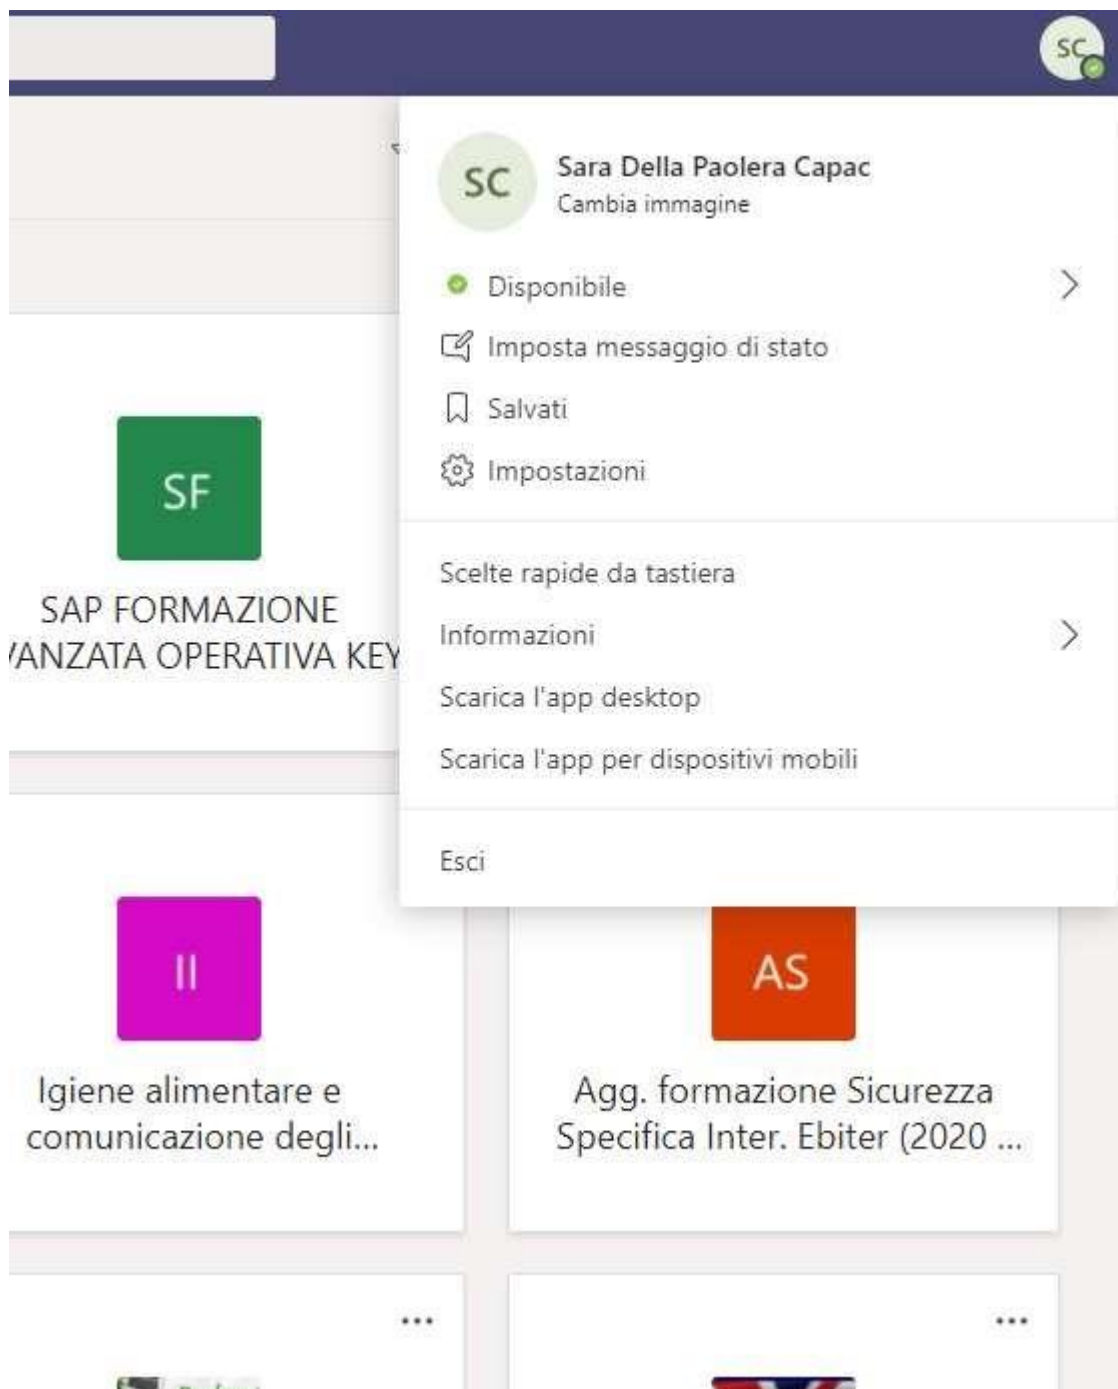 SC
SC
Sara Della Paolera Capac
Cambia immagine
Disponibile
Imposta messaggio di stato
Salvati
Impostazioni
Scelte rapide da tastiera
Informazioni
Scarica l'app desktop
Scarica l'app per dispositivi mobili
Esci
SF
SAP FORMAZIONE
VANZATA OPERATIVA KEY
II
Igiene alimentare e
comunicazione degli...
AS
Agg. formazione Sicurezza
Specifica Inter. Ebiter (2020 ...